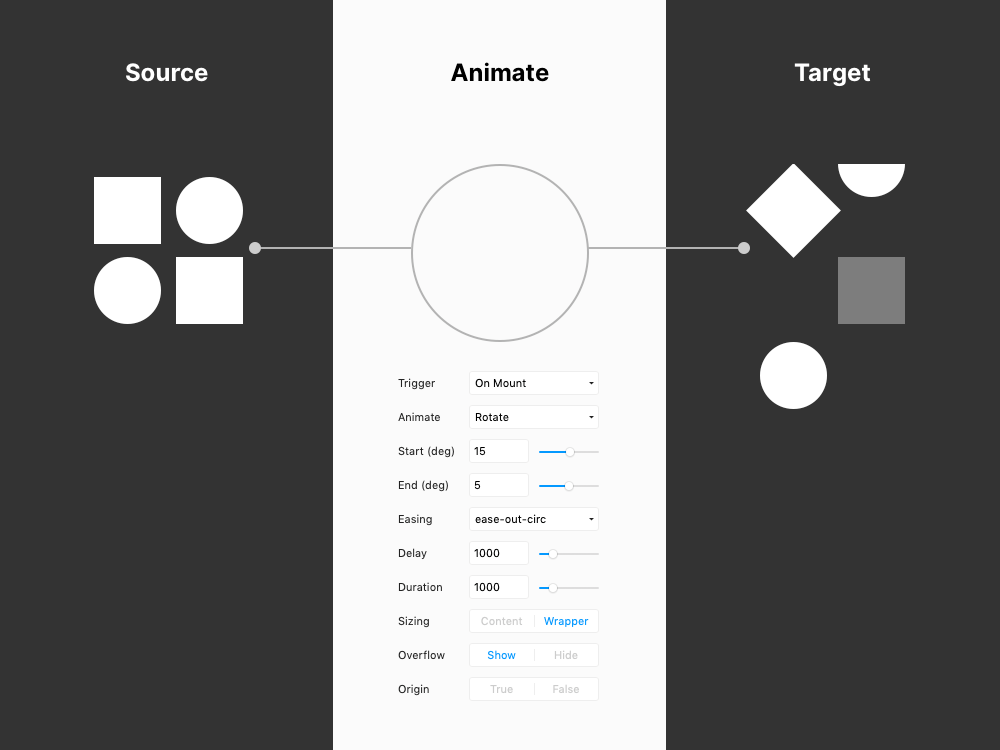 Source
Animate
Target
Trigger On Mount
Animate Rotate
Start (deg) 15
End (deg) 5
Easing ease-out-circ
Delay 1000
Duration 1000
Sizing Content Wrapper
Overflow Show Hide
Origin True False